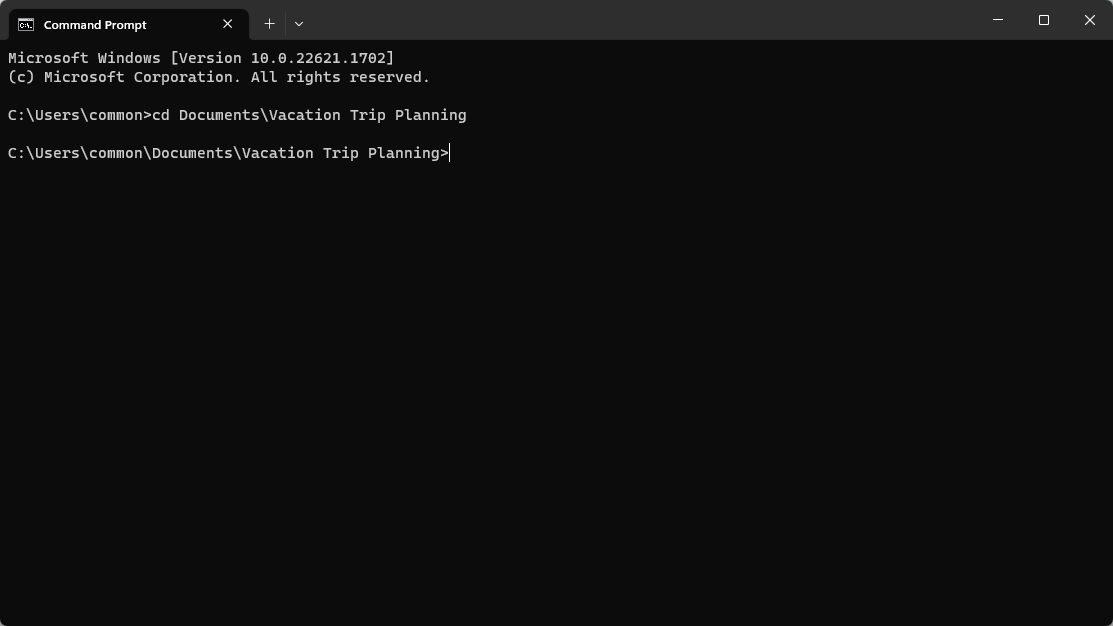 Command Prompt
Microsoft Windows [Version 10.0.22621.1702]
(c) Microsoft Corporation. All rights reserved.
C:\Users\common>cd Documents\Vacation Trip Planning
C:\Users\common\Documents\Vacation Trip Planning>